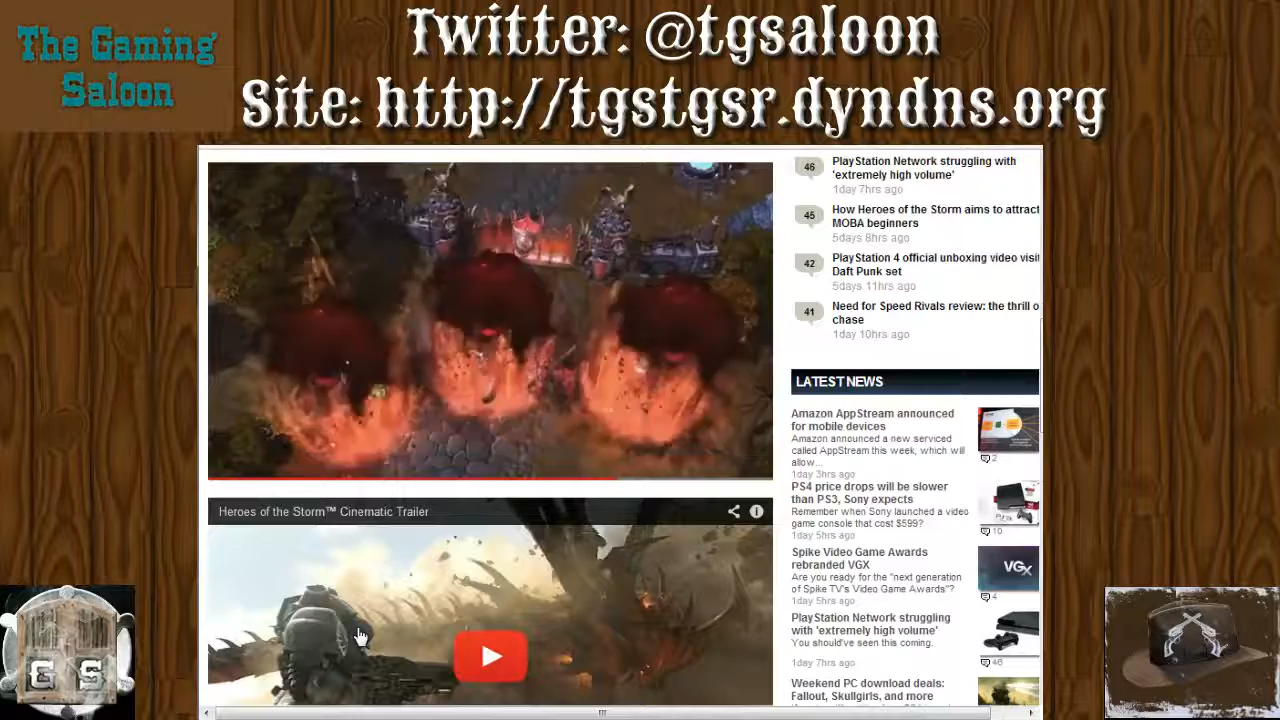 The Gaming
Saloon
Twitter: @tgsaloon
Site: http://tgstgsr.dyndns.org
46
PlayStation Network struggling with
'extremely high volume'
1day 7hrs ago
45
How Heroes of the Storm aims to attract
MOBA beginners
5days 8hrs ago
42
PlayStation 4 official unboxing video visit
Daft Punk set
5days 11hrs ago
41
Need for Speed Rivals review: the thrill o
chase
1day 10hrs ago
LATEST NEWS
Amazon AppStream announced
for mobile devices
Amazon announced a new serviced
called AppStream this week, which will
allow...
1day 3hrs ago
2
PS4 price drops will be slower
than PS3, Sony expects
Remember when Sony launched a video
game console that cost $599?
1day 5hrs ago
10
Spike Video Game Awards
rebranded VGX
Are you ready for the "next generation
of Spike TV's Video Game Awards"?
1day 5hrs ago
VGX
4
PlayStation Network struggling
with 'extremely high volume'
You should've seen this coming.
1day 7hrs ago
46
Weekend PC download deals:
Fallout, Skullgirls, and more
Heroes of the Storm™ Cinematic Trailer
G S